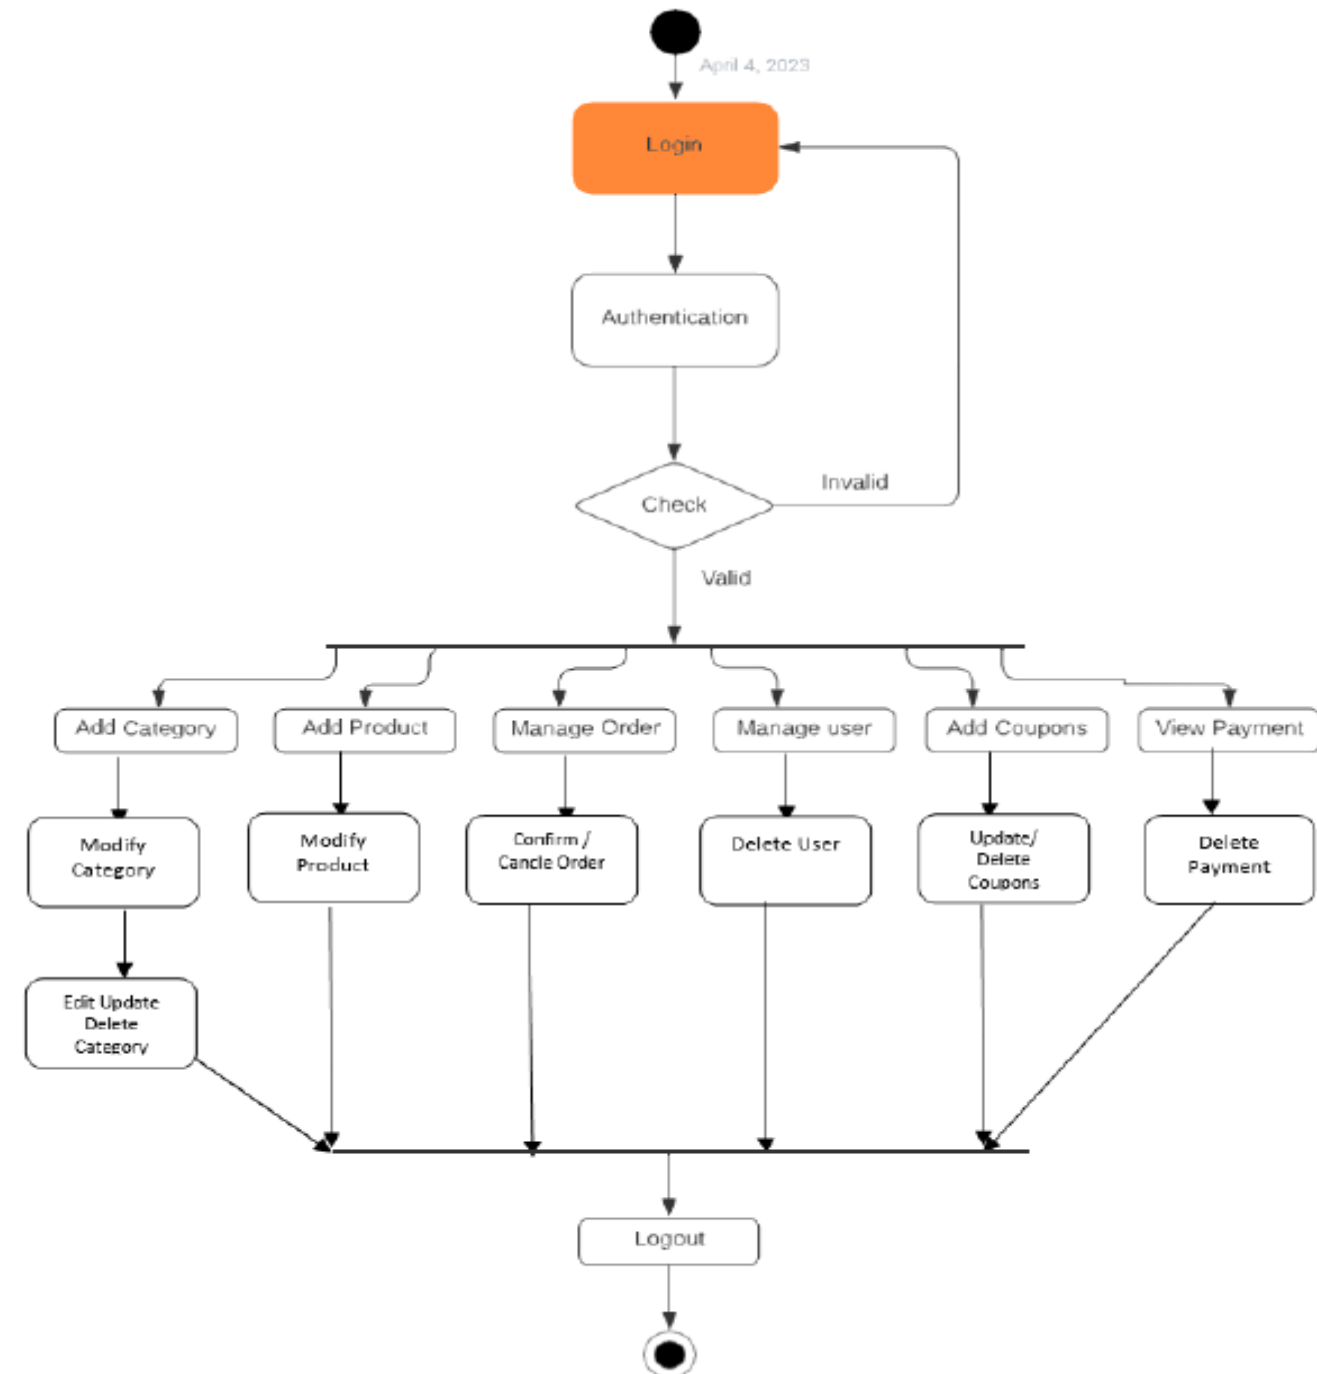 April 4, 2023
Login
Authentication
Check
Invalid
Valid
Add Category
Add Product
Manage Order
Manage user
Add Coupons
View Payment
Modify
Category
Modify
Product
Confirm /
Cancle Order
Delete User
Update/
Delete
Coupons
Delete
Payment
Edit Update
Delete
Category
Logout